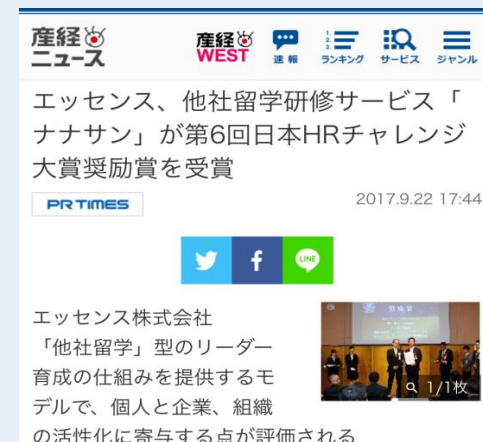 産経
ニュース
産経
WEST
速報
ランキング
サービス
ジャンル
エッセンス、他社留学研修サービス「
ナナサン」が第6回日本HRチャレンジ
大賞奨励賞を受賞
PR TIMES
2017.9.22 17:44
f
LINE
エッセンス株式会社
「他社留学」型のリーダー
育成の仕組みを提供するモ
デルで、個人と企業、組織
の活性化に寄与する点が評価される
1/1枚